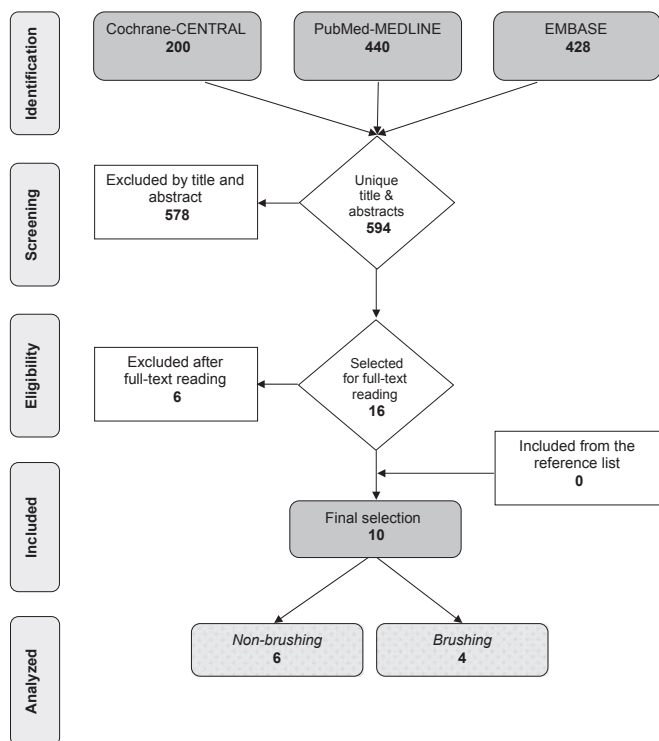 Identification
Cochrane-CENTRAL
200
PubMed-MEDLINE
440
EMBASE
428
Screening
Excluded by title and
abstract
578
Unique
title &
abstracts
594
Eligibility
Excluded after
full-text reading
6
Selected
for full-text
reading
16
Included
Included from the
reference list
0
Final selection
10
Analyzed
Non-brushing
6
Brushing
4